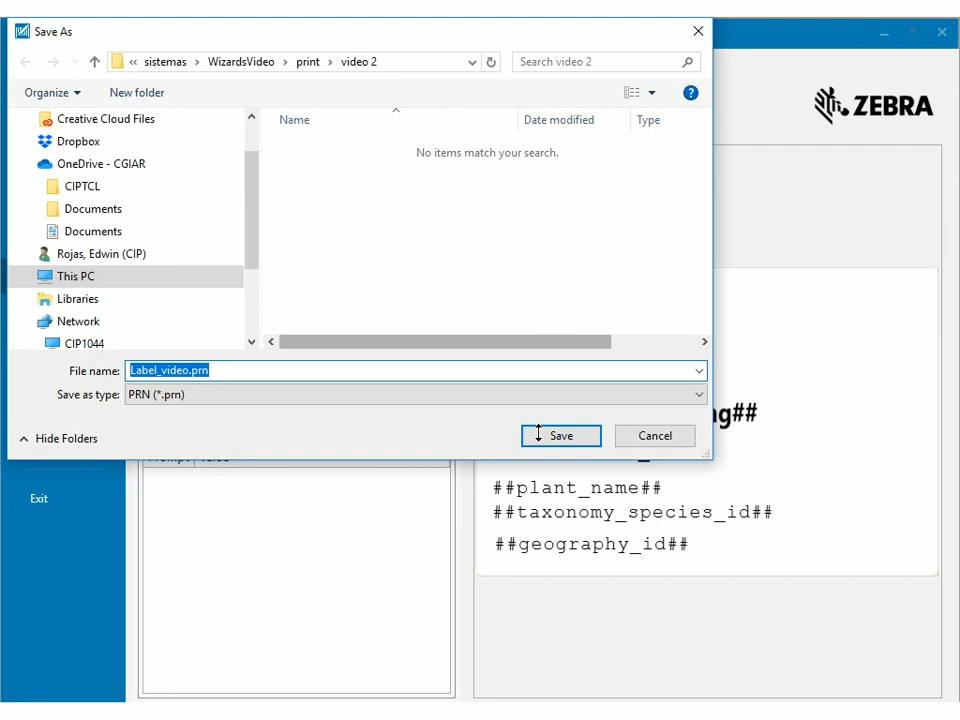 Save As
« sistemas › WizardsVideo › print › video 2
Search video 2
Organize
New folder
?
ZEBRA
Creative Cloud Files
Dropbox
OneDrive - CGIAR
CIPTCL
Documents
Documents
Rojas, Edwin (CIP)
This PC
Libraries
Network
CIP1044
Name
Date modified
Type
No items match your search.
File name:
Label_video.prn
Save as type:
PRN (*.prn)
Hide Folders
Save
Cancel
Exit
g##
##plant_name##
##taxonomy_species_id##
##geography_id##